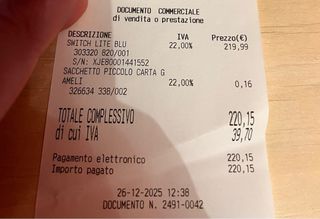 DOCUMENTO COMMERCIALE
di vendita o prestazione
DESCRIZIONE IVA Prezzo(€)
SWITCH LITE BLU 22,00% 219,99
303320 820/001
S/N: XJE80001441552
SACCHETTO PICCOLO CARTA G
AMELI 22,00% 0,16
326634 338/002
TOTALE COMPLESSIVO 220,15
di cui IVA 39,70
Pagamento elettronico 220,15
Importo pagato 220,15
26-12-2025 12:38
DOCUMENTO N. 2491-0042